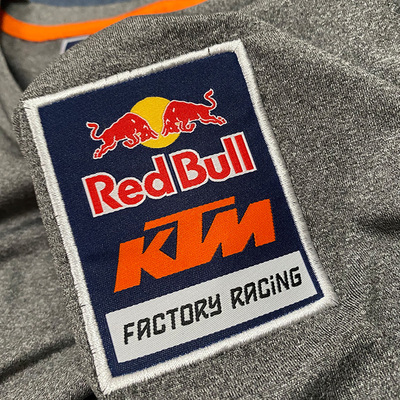 Red Bull
KTM
FACTORY RACING